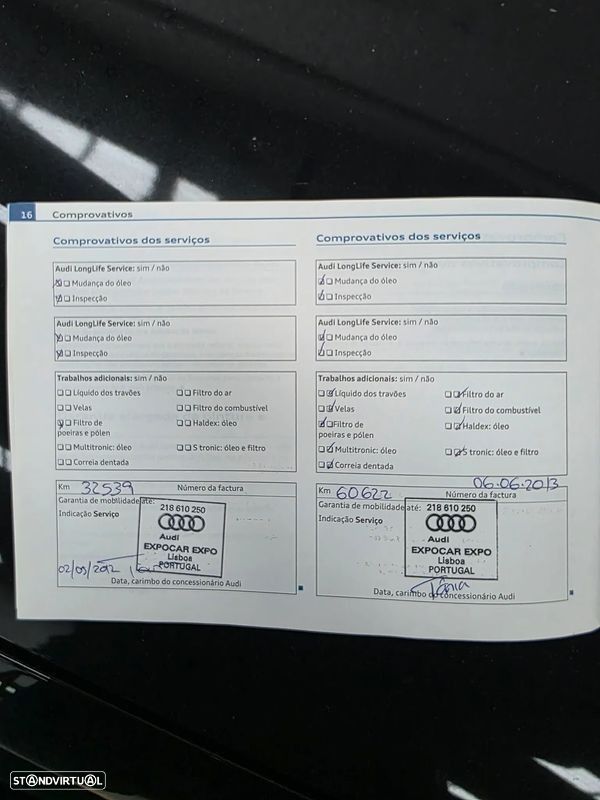 16 Comprovativos
Comprovativos dos serviços
Audi LongLife Service: sim / não
Mudança do óleo
Inspecção
Audi LongLife Service: sim / não
Mudança do óleo
Inspecção
Trabalhos adicionais: sim / não
Líquido dos travões Filtro do ar
Velas Filtro do combustível
Filtro de Haldex: óleo
poeiras e pólen
Multitronic: óleo S tronic: óleo e filtro
Correia dentada
Km 32539 Número da factura
Garantia de mobilidade até:
Indicação Serviço
218 610 250
Audi
EXPOCAR EXPO
Lisboa
PORTUGAL
02/03/2012
Data, carimbo do concessionário Audi
Comprovativos dos serviços
Audi LongLife Service: sim / não
Mudança do óleo
Inspecção
Audi LongLife Service: sim / não
Mudança do óleo
Inspecção
Trabalhos adicionais: sim / não
Líquido dos travões Filtro do ar
Velas Filtro do combustível
Filtro de Haldex: óleo
poeiras e pólen
Multitronic: óleo S tronic: óleo e filtro
Correia dentada
06.06.2013
Km 60622 Número da factura
Garantia de mobilidade até:
Indicação Serviço
218 610 250
Audi
EXPOCAR EXPO
Lisboa
PORTUGAL
Tânia
Data, carimbo do concessionário Audi
STANDVIRTUAL